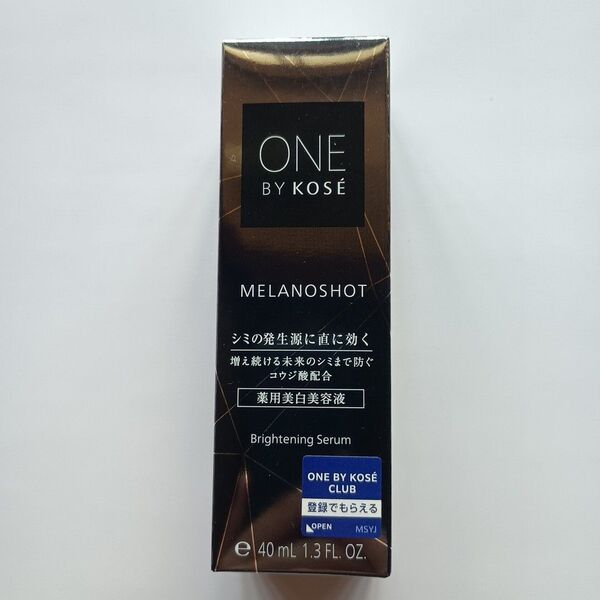 ONE
BY KOSÉ
MELANOSHOT
シミの発生源に直に効く
増え続ける未来のシミまで防ぐ
コウジ酸配合
薬用美白美容液
Brightening Serum
ONE BY KOSÉ
CLUB
登録でもらえる
OPEN MSYJ
e 40 mL 1.3 FL. OZ.